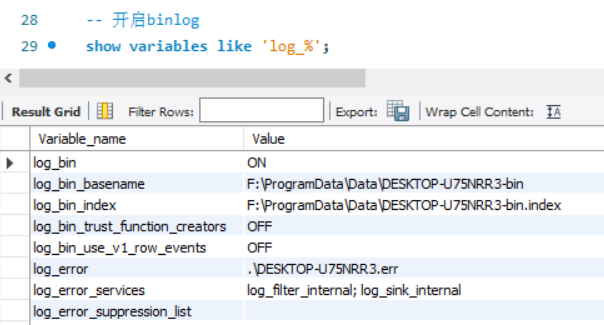 28 -- 开启binlog
29 show variables like 'log_%';
Result Grid Filter Rows: Export: Wrap Cell Content:
Variable_name Value
log_bin ON
log_bin_basename F:\ProgramData\Data\DESKTOP-U75NRR3-bin
log_bin_index F:\ProgramData\Data\DESKTOP-U75NRR3-bin.index
log_bin_trust_function_creators OFF
log_bin_use_v1_row_events OFF
log_error .\DESKTOP-U75NRR3.err
log_error_services log_filter_internal; log_sink_internal
log_error_suppression_list